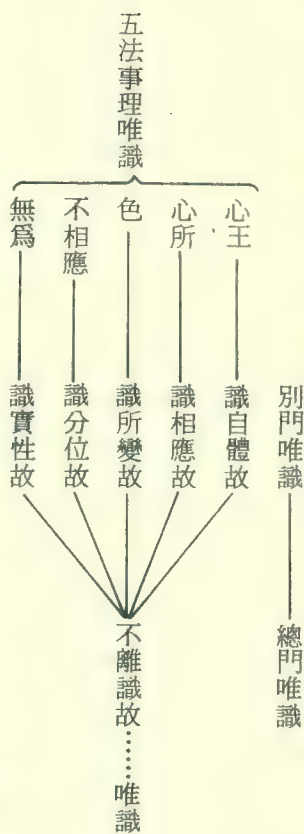 別門唯識 總門唯識
心王 識自體故
心所 識相應故
色 識所變故
不相應 識分位故
無爲 識實性故
五法事理唯識
不離識故……唯識